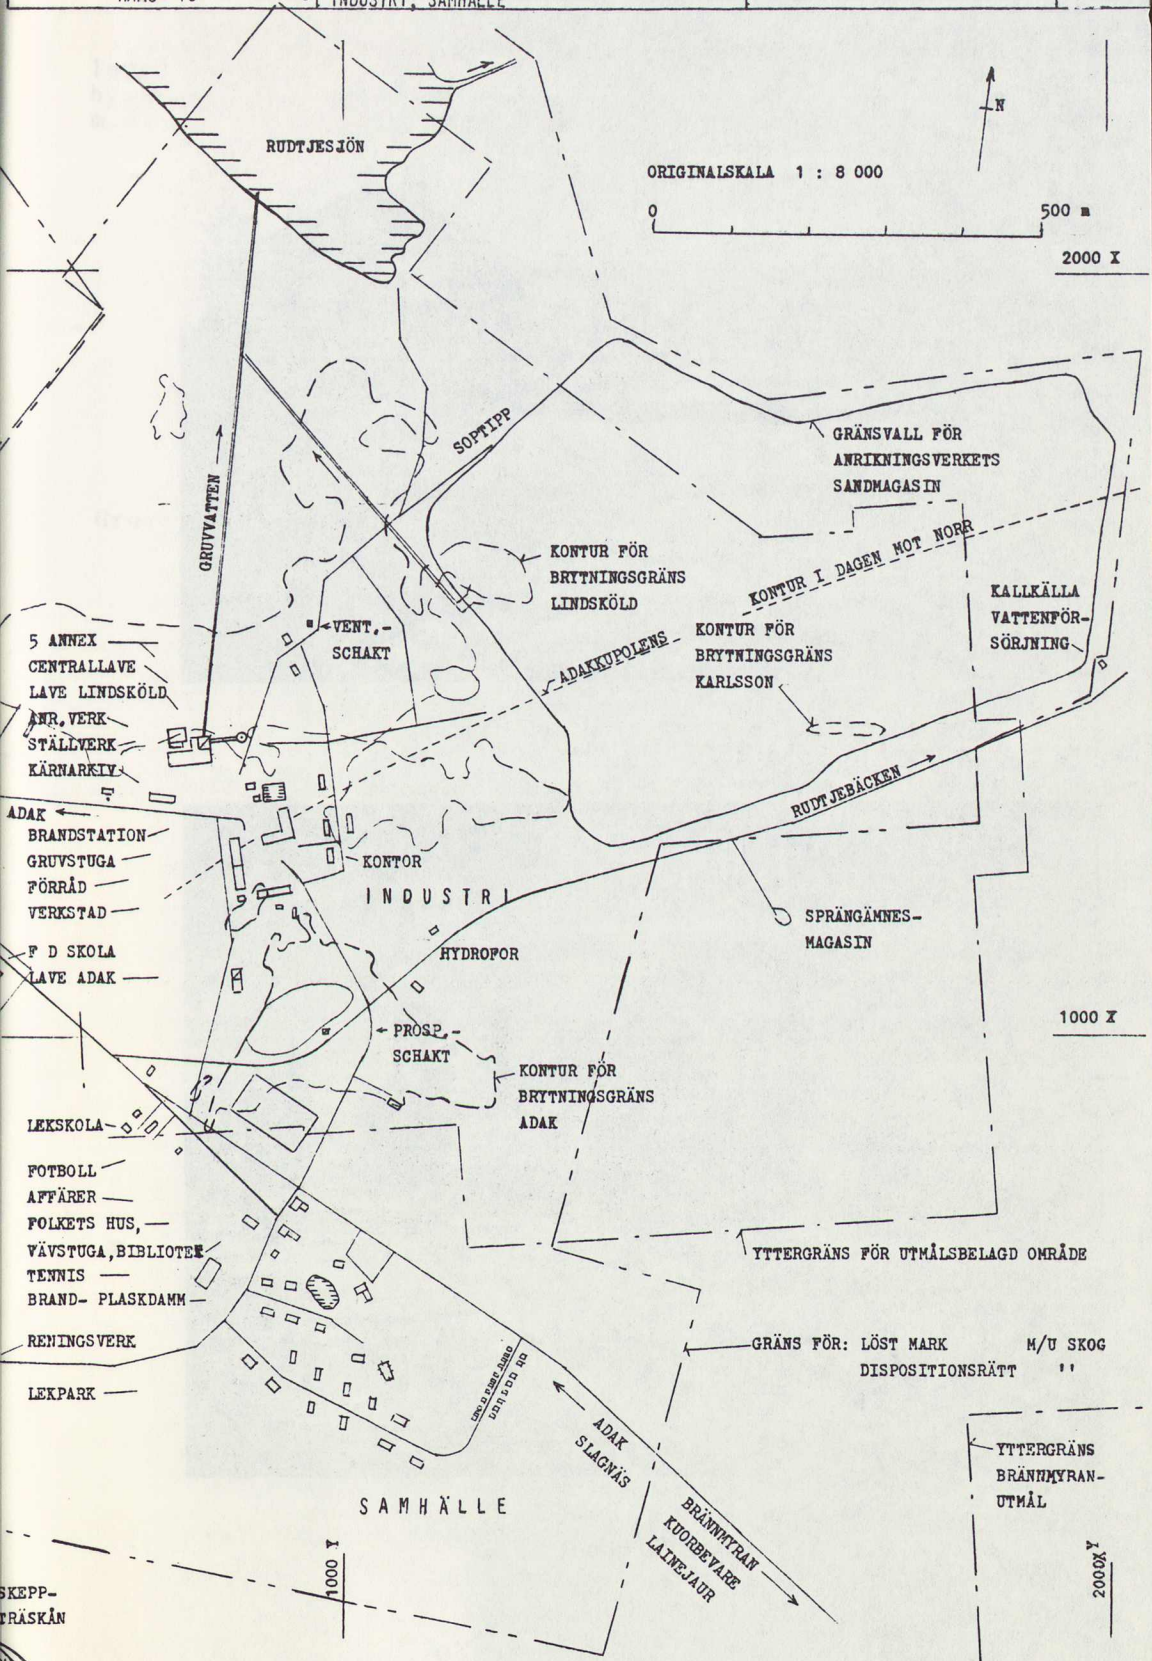 INDUSTRI, SAMHÄLLE
RUDTJESJÖN
N
ORIGINALSKALA 1 : 8 000
0 500 m
2000 X
SOPTIPP
GRUVVATTEN
GRÄNSVALL FÖR
ANRIKNINGSVERKETS
SANDMAGASIN
KONTUR FÖR
BRYTNINGSGRÄNS
LINDSKÖLD
ADAKKUPOLENS KONTUR I DAGEN MOT NORR
KALLKÄLLA
VATTENFÖR-
SÖRJNING
VENT.-
SCHAKT
KONTUR FÖR
BRYTNINGSGRÄNS
KARLSSON
5 ANNEX
CENTRALLAVE
LAVE LINDSKÖLD
ANR.VERK
STÄLLVERK
KÄRNARKIV
ADAK
BRANDSTATION
GRUVSTUGA
FÖRRÅD
VERKSTAD
F D SKOLA
LAVE ADAK
KONTOR
INDUSTRI
RUDTJEBÄCKEN
HYDROFOR
SPRÄNGÄMNES-
MAGASIN
PROSP.-
SCHAKT
1000 X
KONTUR FÖR
BRYTNINGSGRÄNS
ADAK
LEKSKOLA
FOTBOLL
AFFÄRER
FOLKETS HUS,
VÄVSTUGA,BIBLIOTEK
TENNIS
BRAND- PLASKDAMM
RENINGSVERK
LEKPARK
YTTERGRÄNS FÖR UTMÅLSBELAGD OMRÅDE
GRÄNS FÖR: LÖST MARK M/U SKOG
DISPOSITIONSRÄTT ''
ADAK
SLAGNÄS
YTTERGRÄNS
BRÄNNMYRAN-
UTMÅL
SAMHÄLLE
BRÄNNMYRAN
KUORBEVARE
LAINEJAUR
1000 Y
2000 Y
SKEPP-
TRÄSKÅN